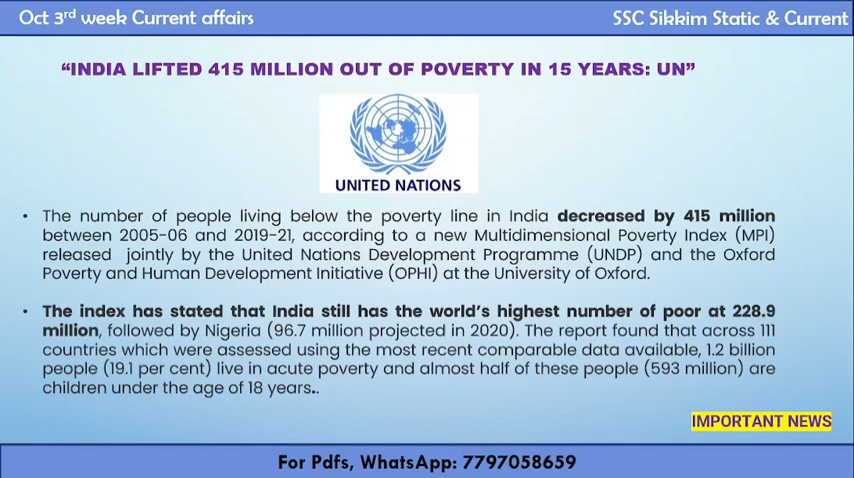 Oct 3rd week Current affairs
SSC Sikkim Static & Current
“INDIA LIFTED 415 MILLION OUT OF POVERTY IN 15 YEARS: UN”
UNITED NATIONS
• The number of people living below the poverty line in India decreased by 415 million
between 2005-06 and 2019-21, according to a new Multidimensional Poverty Index (MPI)
released jointly by the United Nations Development Programme (UNDP) and the Oxford
Poverty and Human Development Initiative (OPHI) at the University of Oxford.
• The index has stated that India still has the world’s highest number of poor at 228.9
million, followed by Nigeria (96.7 million projected in 2020). The report found that across 111
countries which were assessed using the most recent comparable data available, 1.2 billion
people (19.1 per cent) live in acute poverty and almost half of these people (593 million) are
children under the age of 18 years..
IMPORTANT NEWS
For Pdfs, WhatsApp: 7797058659